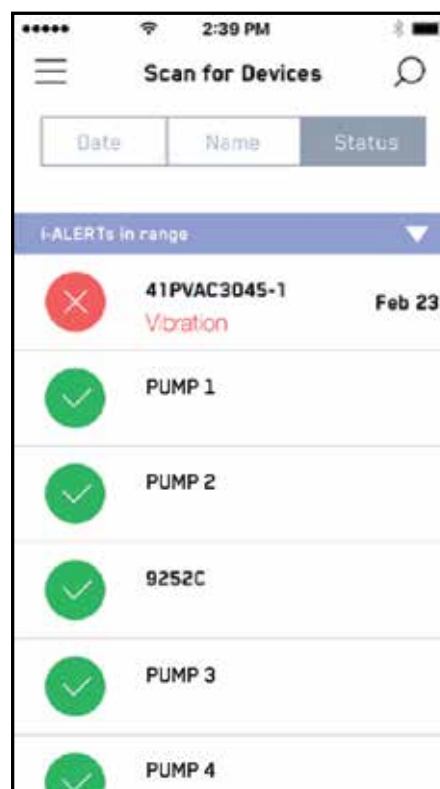 2:39 PM
Scan for Devices
Date Name Status
i-ALERTs in range
41PVAC3045-1
Vibration
Feb 23
PUMP 1
PUMP 2
9252C
PUMP 3
PUMP 4